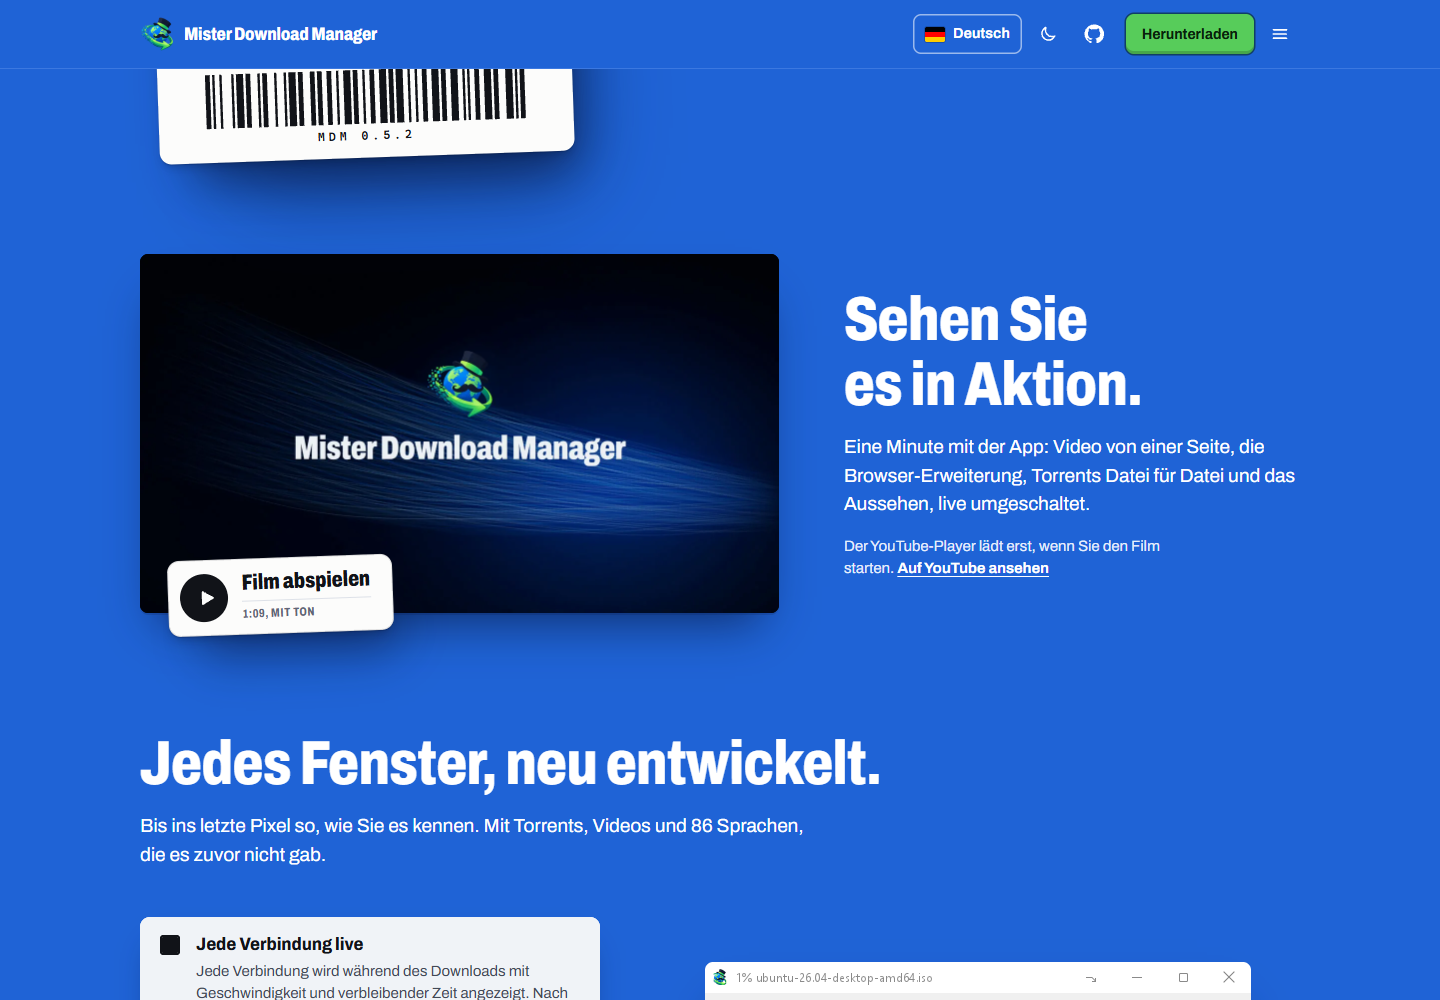 Mister Download Manager
Deutsch
Herunterladen
MDM 0.5.2
Mister Download Manager
Film abspielen
1:09, MIT TON
Sehen Sie
es in Aktion.
Eine Minute mit der App: Video von einer Seite, die
Browser-Erweiterung, Torrents Datei für Datei und das
Aussehen, live umgeschaltet.
Der YouTube-Player lädt erst, wenn Sie den Film
starten. Auf YouTube ansehen
Jedes Fenster, neu entwickelt.
Bis ins letzte Pixel so, wie Sie es kennen. Mit Torrents, Videos und 86 Sprachen,
die es zuvor nicht gab.
Jede Verbindung live
Jede Verbindung wird während des Downloads mit
Geschwindigkeit und verbleibender Zeit angezeigt. Nach
1% ubuntu-26.04-desktop-amd64.iso